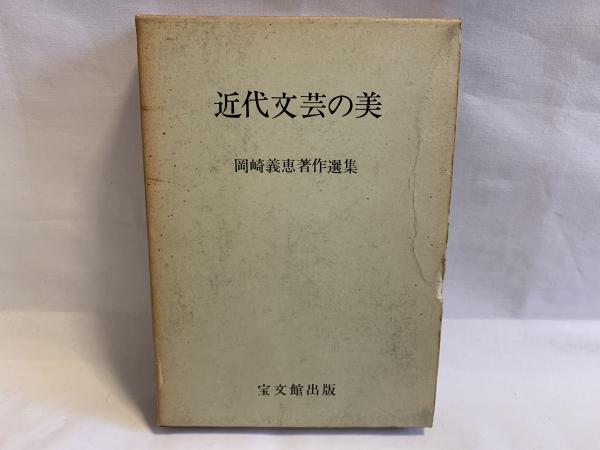 近代文芸の美
岡崎義恵著作選集
宝文館出版